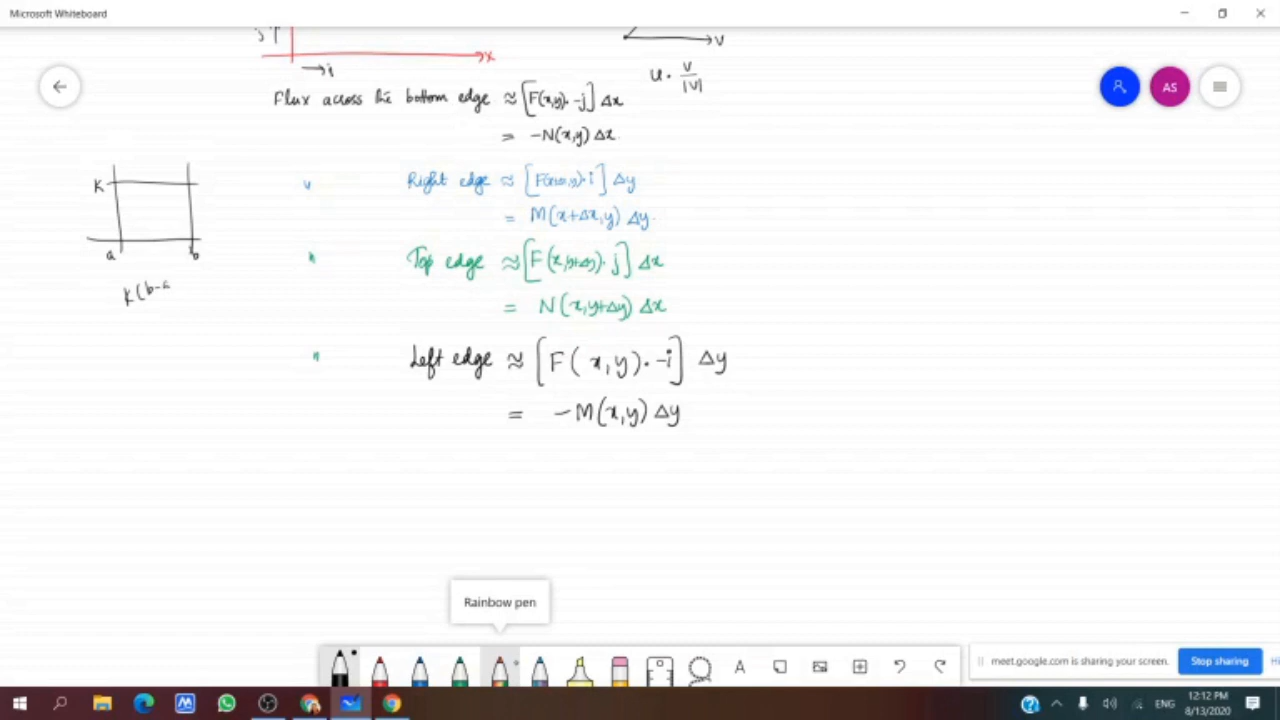 Microsoft Whiteboard
j
x
→ i
v
u · v/|v|
AS
Flux across the bottom edge ≈ [F(x,y)· -j] Δx
= -N(x,y) Δx.
K
a b
K(b-a
Right edge ≈ [F(x+Δx,y)· i] Δy
= M(x+Δx,y) Δy.
" Top edge ≈ [F(x,y+Δy)· j] Δx
= N(x,y+Δy) Δx
" Left edge ≈ [F(x,y)· -i] Δy
= -M(x,y) Δy
Rainbow pen
A
meet.google.com is sharing your screen.
Stop sharing
Hi
ENG
12:12 PM
8/13/2020